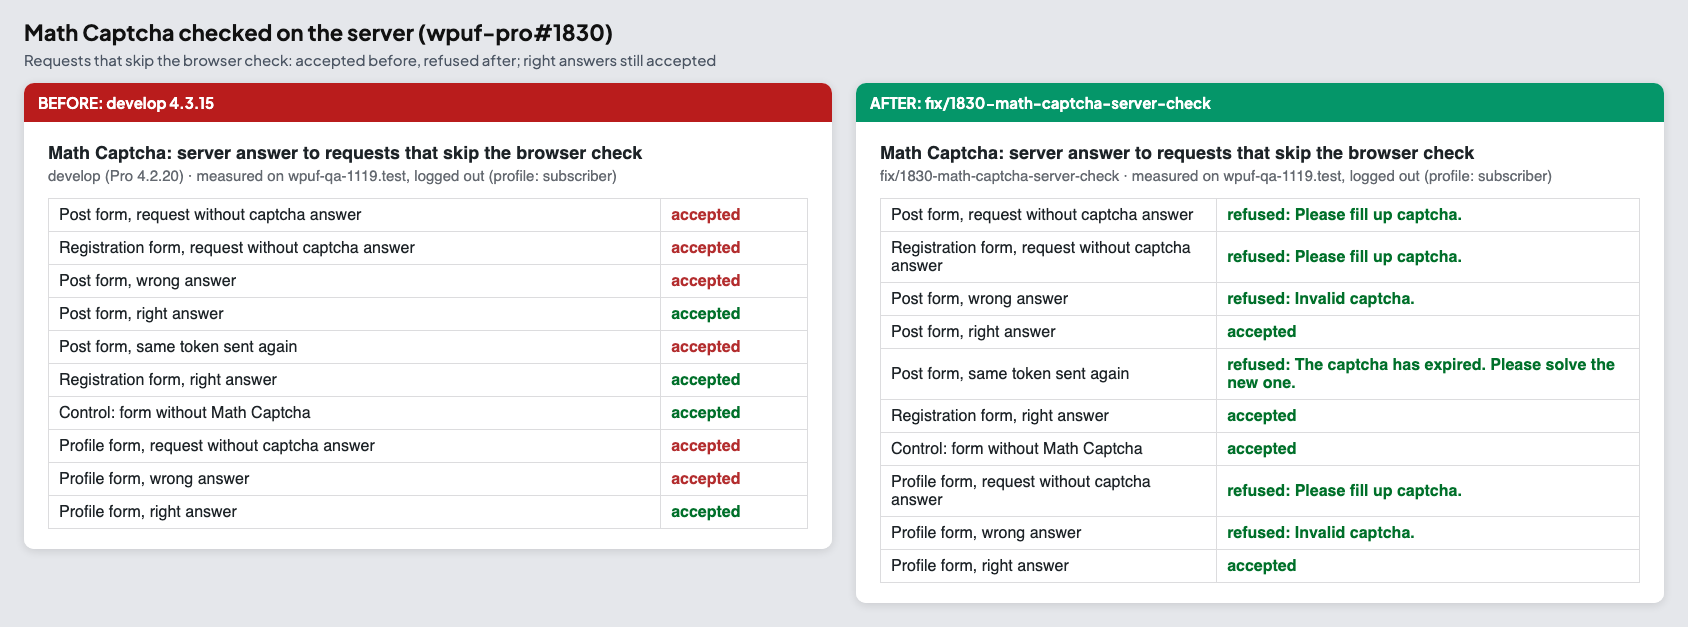 Math Captcha checked on the server (wpuf-pro#1830)
Requests that skip the browser check: accepted before, refused after; right answers still accepted
BEFORE: develop 4.3.15
Math Captcha: server answer to requests that skip the browser check
develop (Pro 4.2.20) · measured on wpuf-qa-1119.test, logged out (profile: subscriber)
Post form, request without captcha answer accepted
Registration form, request without captcha answer accepted
Post form, wrong answer accepted
Post form, right answer accepted
Post form, same token sent again accepted
Registration form, right answer accepted
Control: form without Math Captcha accepted
Profile form, request without captcha answer accepted
Profile form, wrong answer accepted
Profile form, right answer accepted
AFTER: fix/1830-math-captcha-server-check
Math Captcha: server answer to requests that skip the browser check
fix/1830-math-captcha-server-check · measured on wpuf-qa-1119.test, logged out (profile: subscriber)
Post form, request without captcha answer refused: Please fill up captcha.
Registration form, request without captcha
answer
refused: Please fill up captcha.
Post form, wrong answer refused: Invalid captcha.
Post form, right answer accepted
Post form, same token sent again
refused: The captcha has expired. Please solve the
new one.
Registration form, right answer accepted
Control: form without Math Captcha accepted
Profile form, request without captcha
answer
refused: Please fill up captcha.
Profile form, wrong answer refused: Invalid captcha.
Profile form, right answer accepted